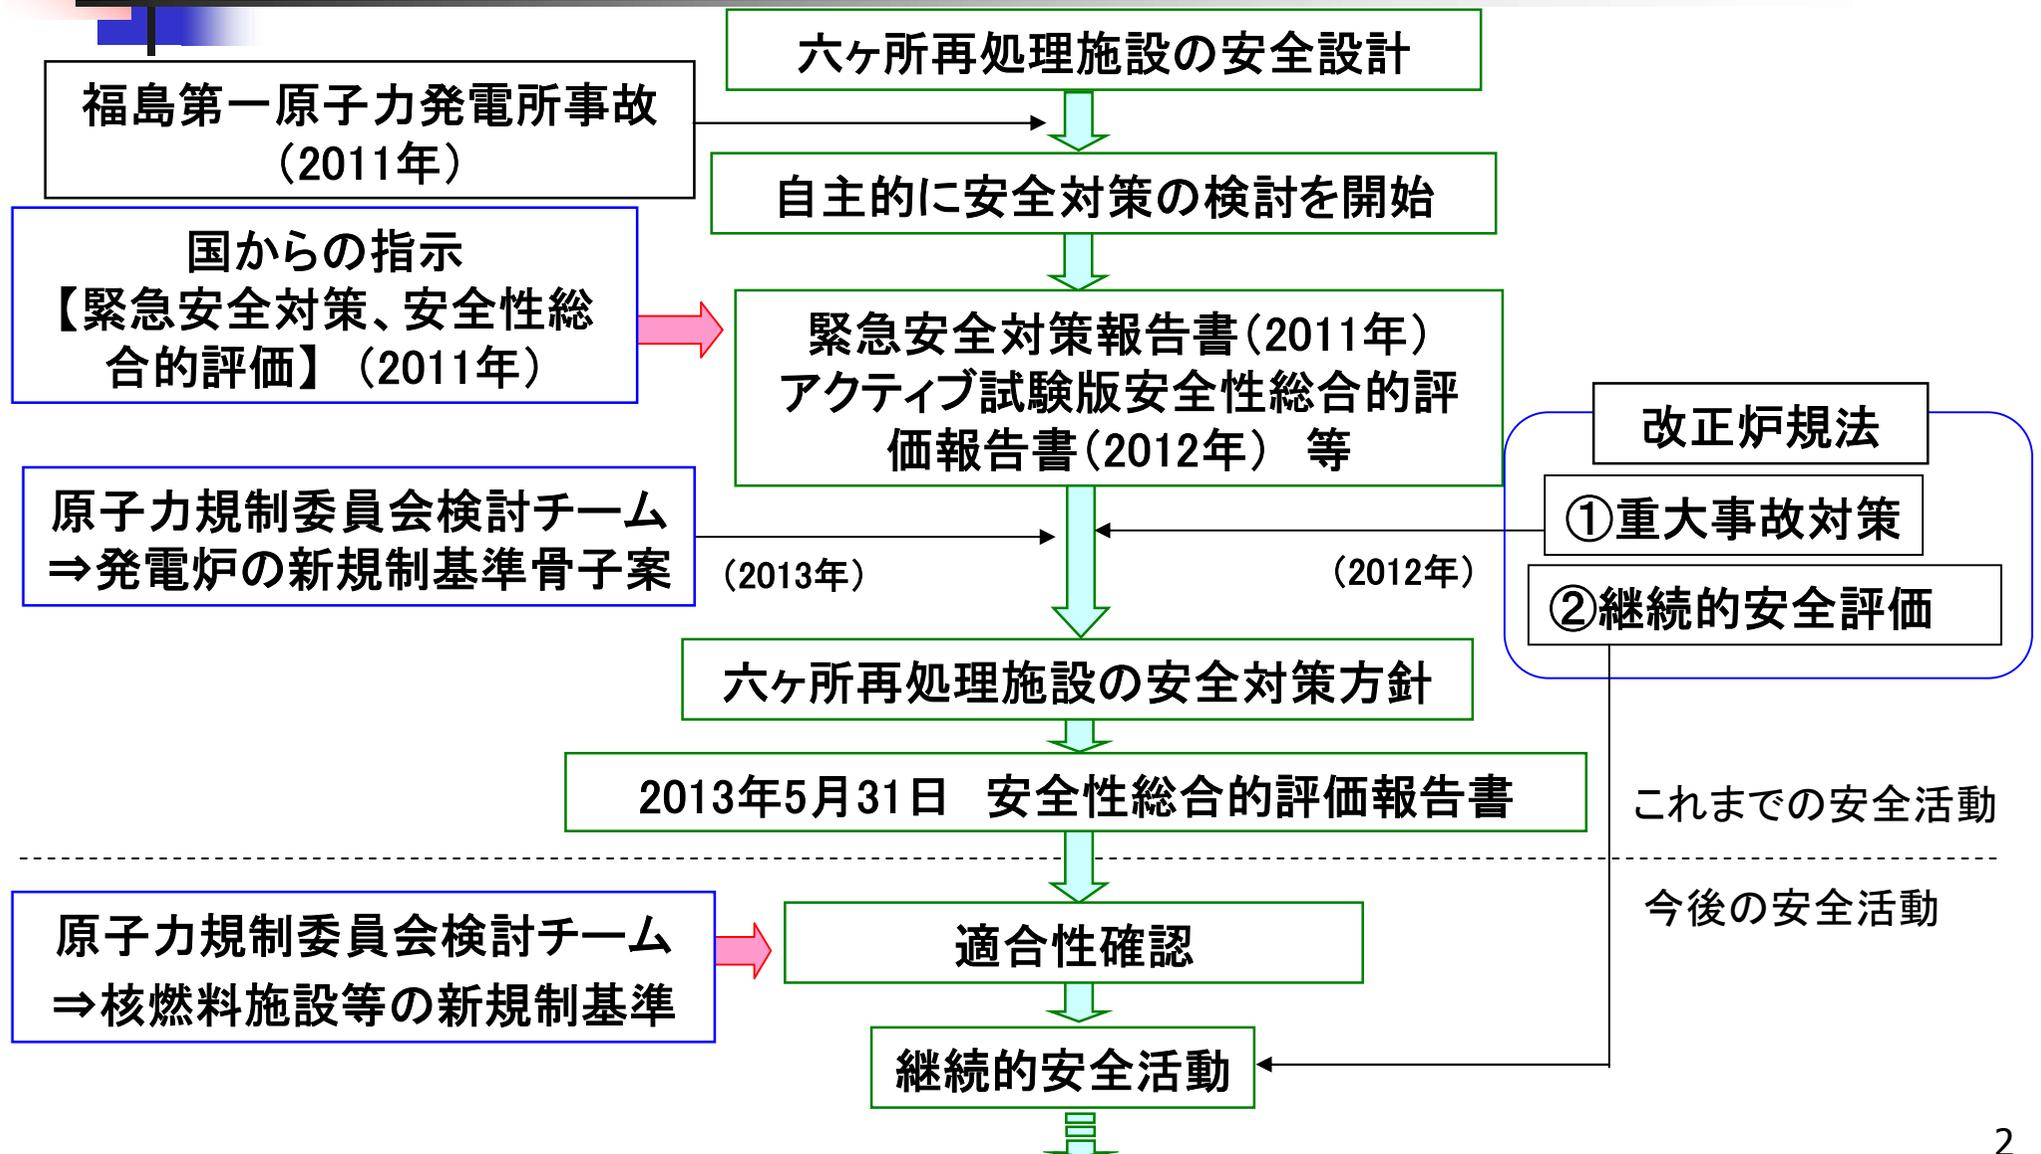 六ヶ所再処理施設の安全設計
福島第一原子力発電所事故
（2011年）
自主的に安全対策の検討を開始
国からの指示
【緊急安全対策、安全性総
合的評価】（2011年）
緊急安全対策報告書（2011年）
アクティブ試験版安全性総合的評
価報告書（2012年）　等
改正炉規法
①重大事故対策
②継続的安全評価
原子力規制委員会検討チーム
⇒発電炉の新規制基準骨子案
（2013年）
（2012年）
六ヶ所再処理施設の安全対策方針
2013年5月31日　安全性総合的評価報告書
これまでの安全活動
今後の安全活動
原子力規制委員会検討チーム
⇒核燃料施設等の新規制基準
適合性確認
継続的安全活動
2